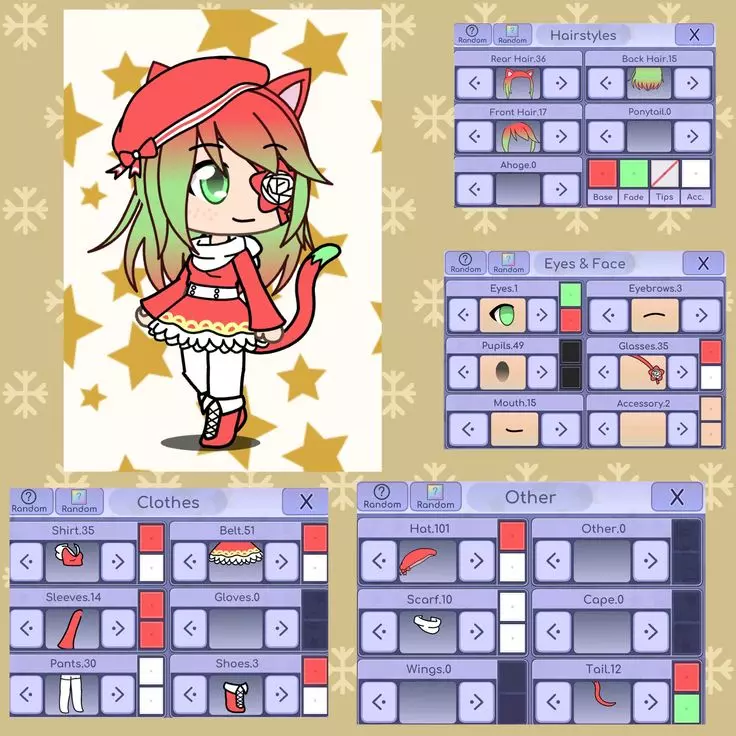 Random Random Hairstyles X
Rear Hair.36 Back Hair.15
Front Hair.17 Ponytail.0
Ahoge.0
Base Fade Tips Acc.
Random Random Eyes & Face X
Eyes.1 Eyebrows.3
Pupils.49 Glasses.35
Mouth.15 Accessory.2
Random Random Clothes X
Shirt.35 Belt.51
Sleeves.14 Gloves.0
Pants.30 Shoes.3
Random Random Other X
Hat.101 Other.0
Scarf.10 Cape.0
Wings.0 Tail.12